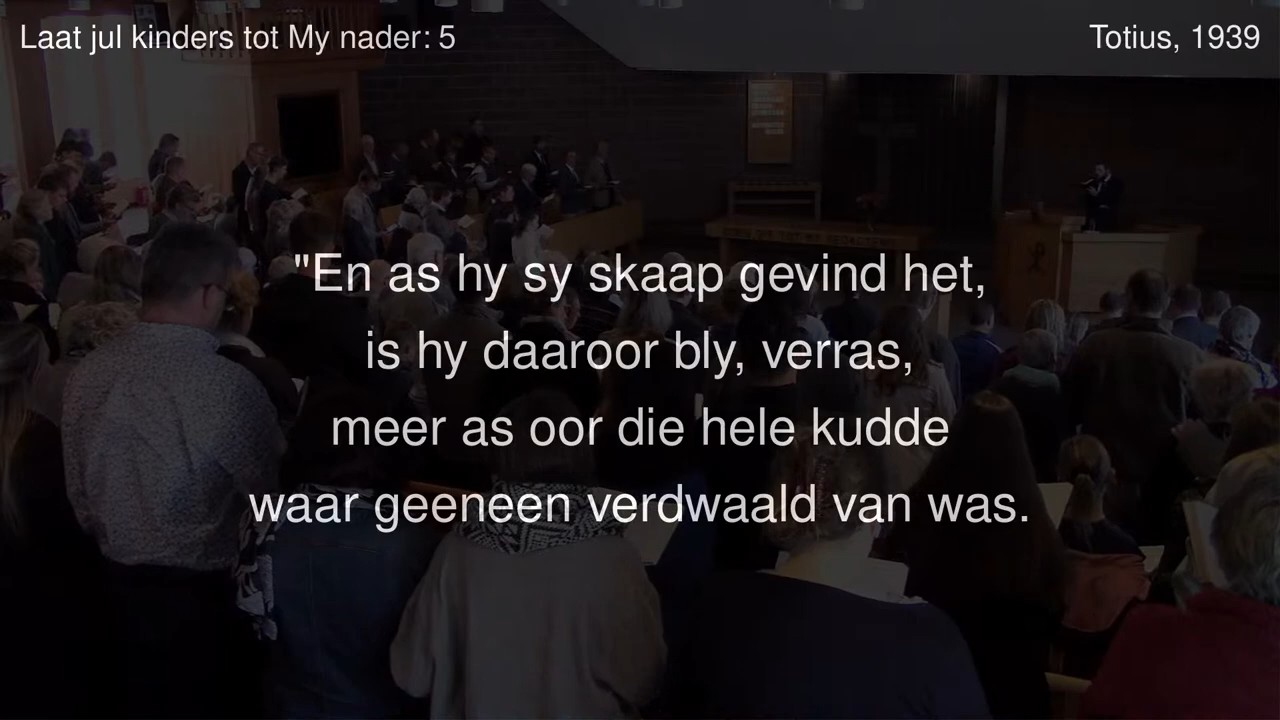 Laat jul kinders tot My nader: 5
Totius, 1939
"En as hy sy skaap gevind het,
is hy daaroor bly, verras,
meer as oor die hele kudde
waar geeneen verdwaald van was.